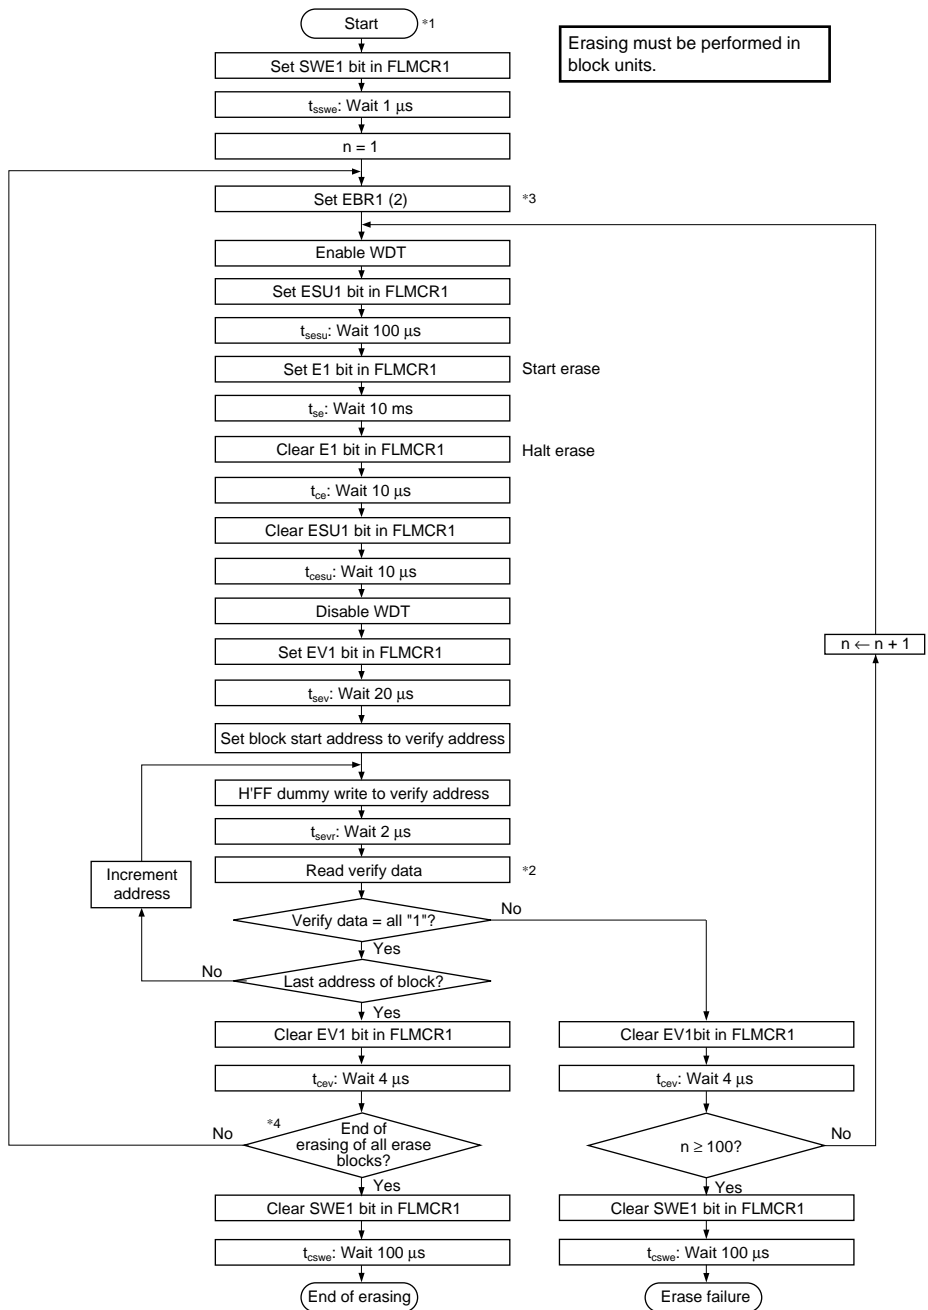 Start
*1
Erasing must be performed in
block units.
Set SWE1 bit in FLMCR1
tsswe: Wait 1 μs
n = 1
Set EBR1 (2)
*3
Enable WDT
Set ESU1 bit in FLMCR1
tsesu: Wait 100 μs
Set E1 bit in FLMCR1
Start erase
tse: Wait 10 ms
Clear E1 bit in FLMCR1
Halt erase
tce: Wait 10 μs
Clear ESU1 bit in FLMCR1
tcesu: Wait 10 μs
Disable WDT
Set EV1 bit in FLMCR1
n ← n + 1
tsev: Wait 20 μs
Set block start address to verify address
H'FF dummy write to verify address
tsevr: Wait 2 μs
Read verify data
*2
Increment
address
Verify data = all "1"?
No
Yes
Last address of block?
No
Yes
Clear EV1 bit in FLMCR1
Clear EV1bit in FLMCR1
tcev: Wait 4 μs
tcev: Wait 4 μs
*4
End of
erasing of all erase
blocks?
No
n ≥ 100?
No
Yes
Yes
Clear SWE1 bit in FLMCR1
Clear SWE1 bit in FLMCR1
tcswe: Wait 100 μs
tcswe: Wait 100 μs
End of erasing
Erase failure